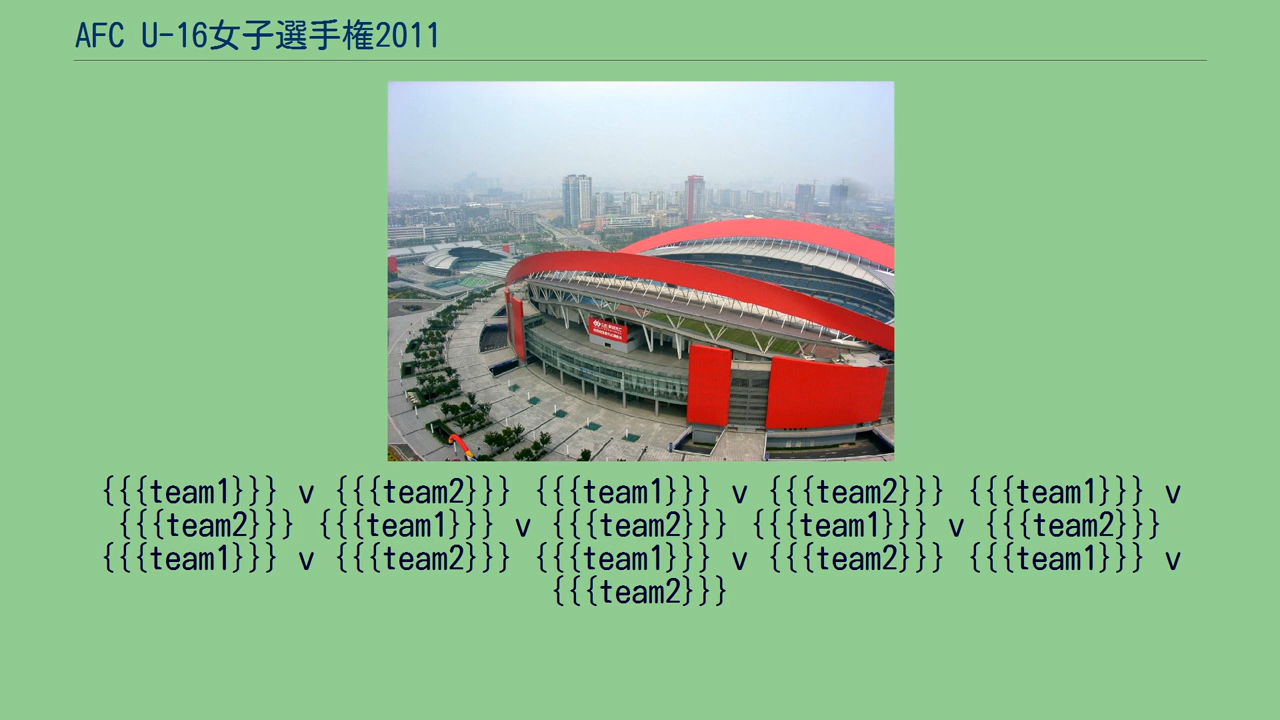 AFC U-16女子選手権2011
{{{team1}}} v {{{team2}}} {{{team1}}} v {{{team2}}} {{{team1}}} v
{{{team2}}} {{{team1}}} v {{{team2}}} {{{team1}}} v {{{team2}}}
{{{team1}}} v {{{team2}}} {{{team1}}} v {{{team2}}} {{{team1}}} v
{{{team2}}}